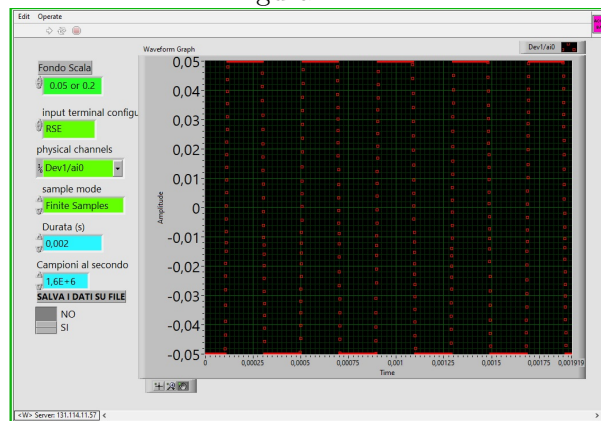 Edit Operate
Fondo Scala
0.05 or 0.2
input terminal configu
RSE
physical channels
Dev1/ai0
sample mode
Finite Samples
Durata (s)
0,002
Campioni al secondo
1,6E+6
SALVA I DATI SU FILE
NO
SI
Waveform Graph
Dev1/ai0
Amplitude
0,05
0,04
0,03
0,02
0,01
0
-0,01
-0,02
-0,03
-0,04
-0,05
0 0,00025 0,0005 0,00075 0,001 0,00125 0,0015 0,00175 0,001919
Time
<W> Server: 131.114.11.57